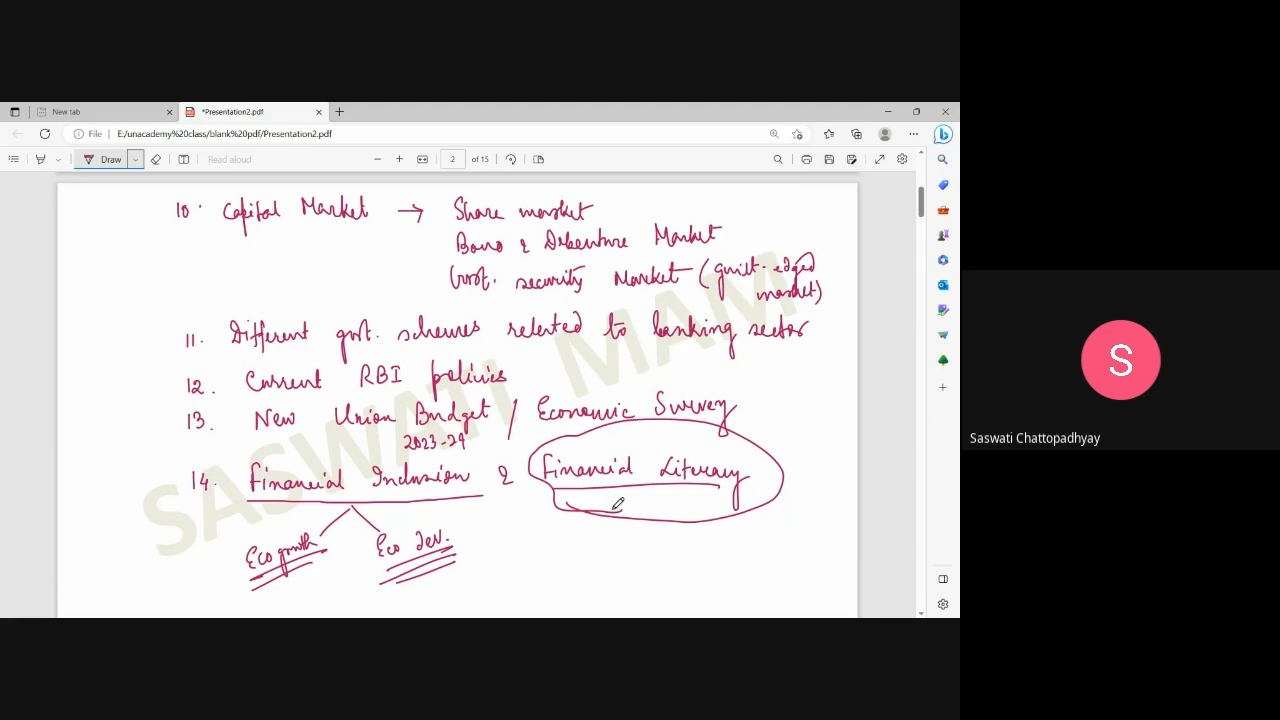 New tab
*Presentation2.pdf
File
E:/unacademy%20class/blank%20pdf/Presentation2.pdf
Draw
Read aloud
2 of 15
10. Capital Market → Share market
Bond & Debenture Market
Govt. security Market (guilt-edged market)
11. Different govt. schemes related to banking sector
12. Current RBI policies
13. New Union Budget / Economic Survey
2023-24
14. Financial Inclusion & Financial Literacy
Eco growth Eco dev.
SASWATI MAM
S
Saswati Chattopadhyay